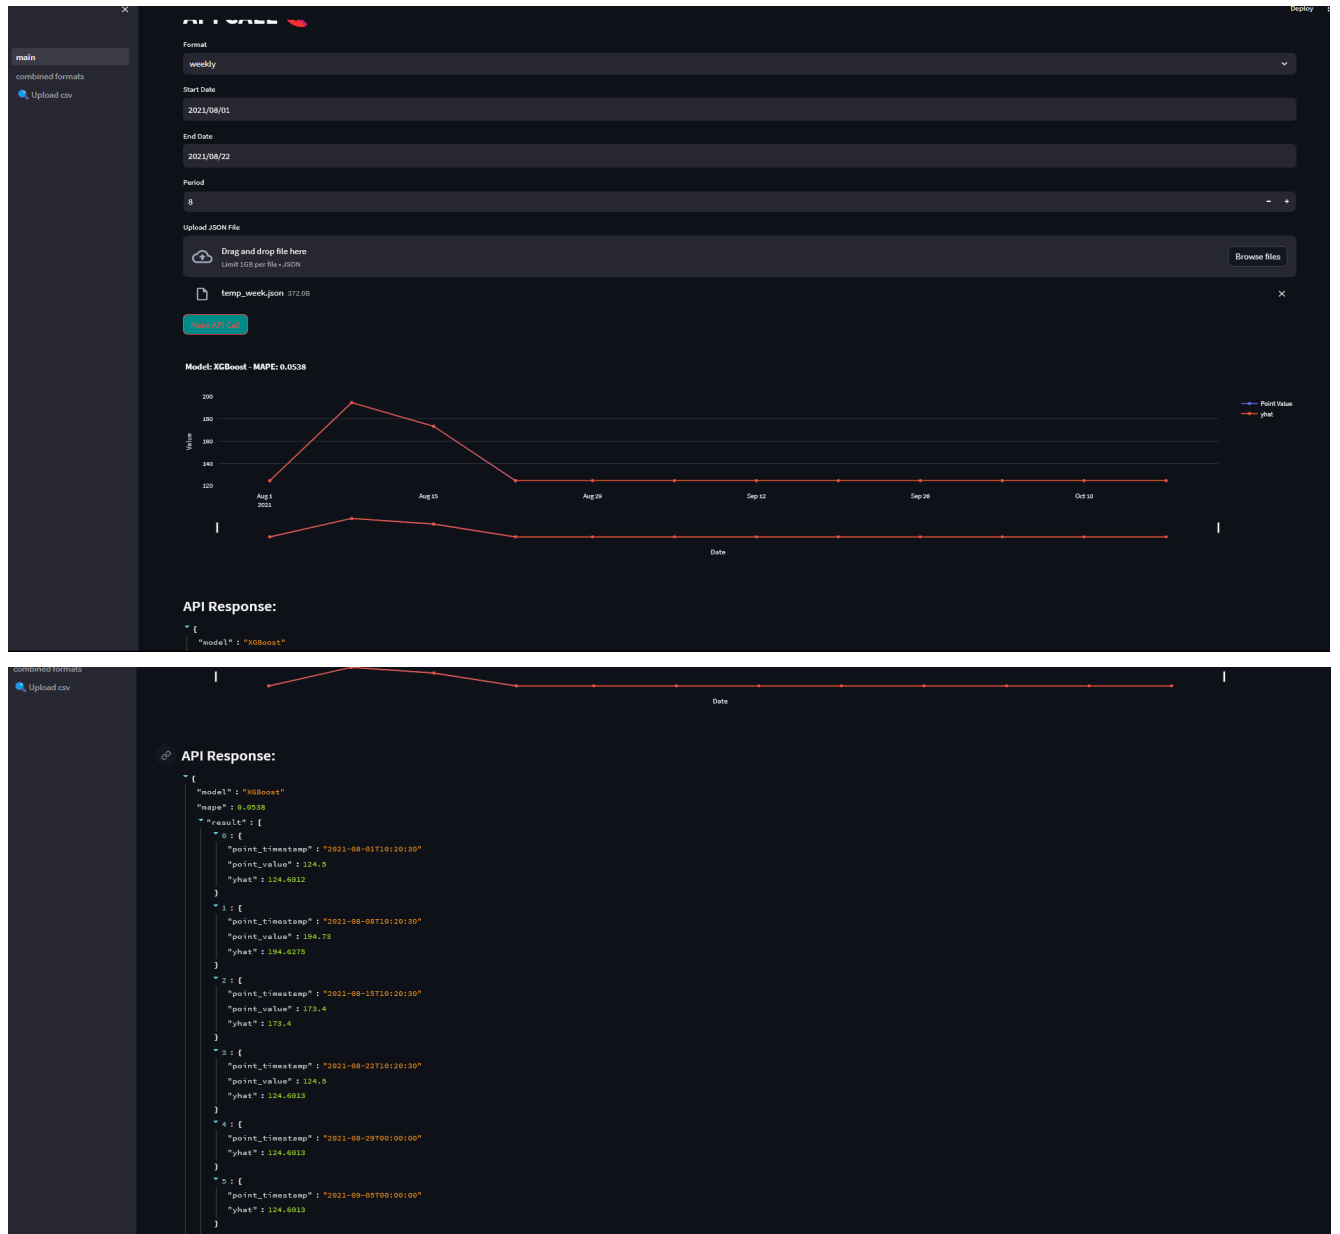 Deploy
API CALL
main
combined formats
Upload csv
Format
weekly
Start Date
2021/08/01
End Date
2021/08/22
Period
8
Upload JSON File
Drag and drop file here
Limit 1GB per file • JSON
Browse files
temp_week.json 372.0B
Make API Call
Model: XGBoost - MAPE: 0.0538
200
180
160
140
120
Value
Point Value
yhat
Aug 1
2021
Aug 15
Aug 29
Sep 12
Sep 26
Oct 10
Date
API Response:
{
"model" : "XGBoost"
combined formats
Upload csv
Date
API Response:
{
"model" : "XGBoost"
"mape" : 0.0538
"result" : [
0 : {
"point_timestamp" : "2021-08-01T10:20:30"
"point_value" : 124.5
"yhat" : 124.6012
}
1 : {
"point_timestamp" : "2021-08-08T10:20:30"
"point_value" : 194.73
"yhat" : 194.6275
}
2 : {
"point_timestamp" : "2021-08-15T10:20:30"
"point_value" : 173.4
"yhat" : 173.4
}
3 : {
"point_timestamp" : "2021-08-22T10:20:30"
"point_value" : 124.5
"yhat" : 124.6013
}
4 : {
"point_timestamp" : "2021-08-29T00:00:00"
"yhat" : 124.6013
}
5 : {
"point_timestamp" : "2021-09-05T00:00:00"
"yhat" : 124.6013
}